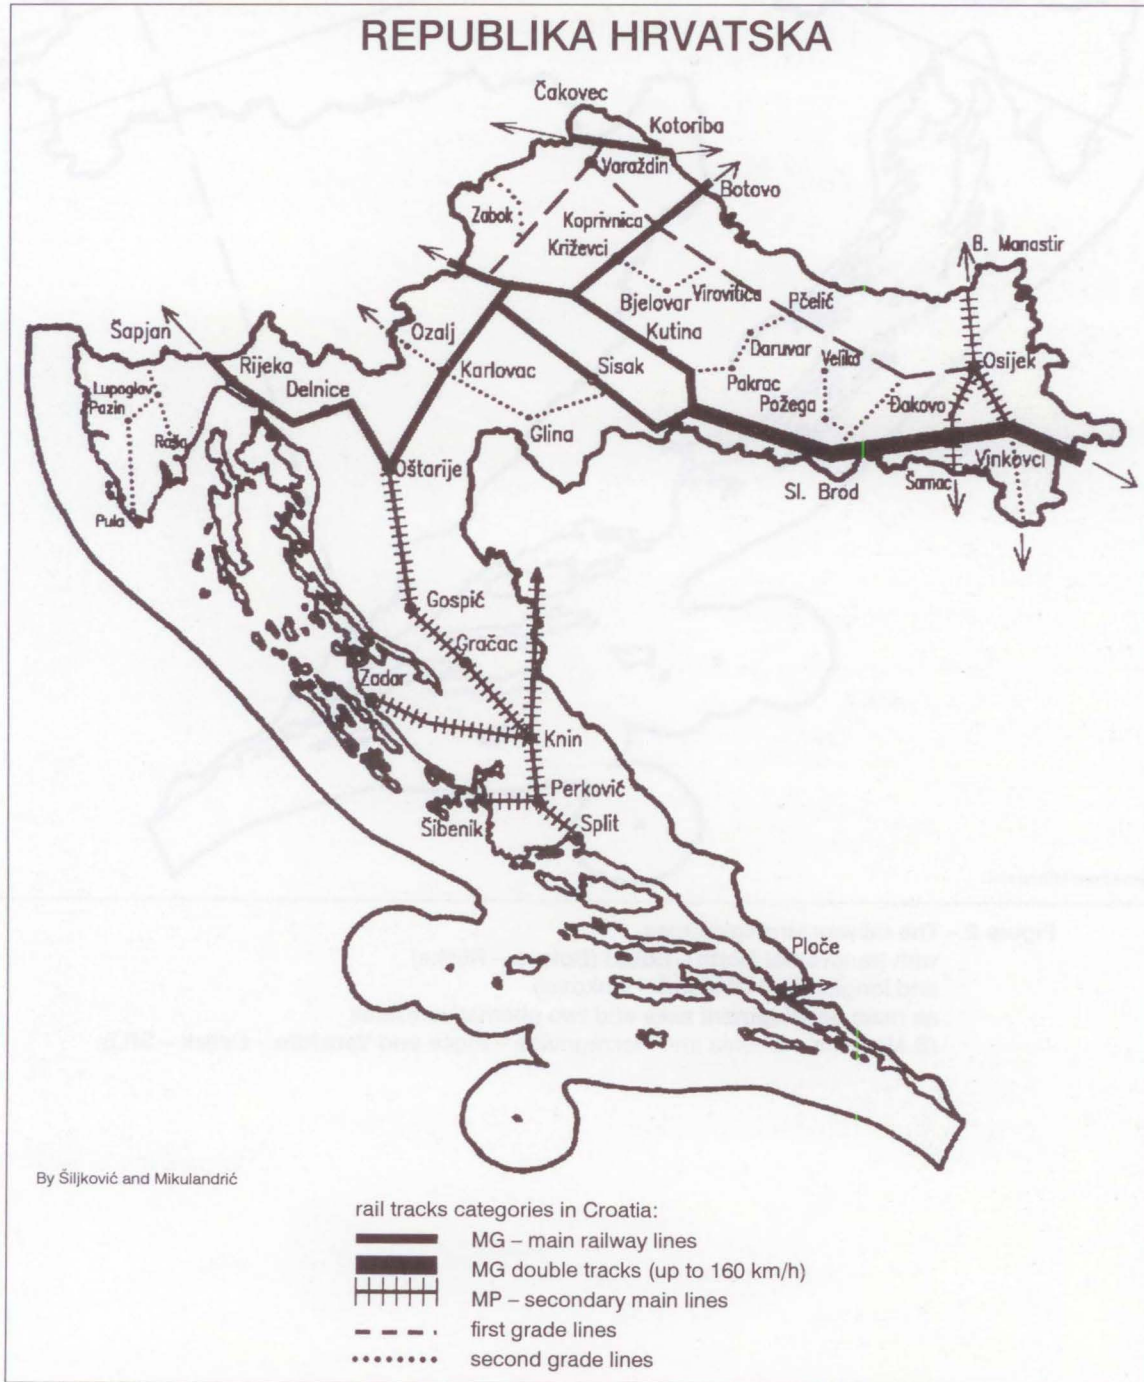 REPUBLIKA HRVATSKA
Čakovec
Kotoriba
Varaždin
Botovo
Zabok
Koprivnica
Križevci
B. Manastir
Bjelovar
Virovitica
Pčelić
Šapjan
Ozalj
Kutina
Daruvar
Velika
Osijek
Rijeka
Delnice
Karlovac
Sisak
Pakrac
Lupoglav
Pazin
Požega
Đakovo
Raša
Glina
Oštarije
Vinkovci
Sl. Brod
Šamac
Pula
Gospić
Gračac
Zadar
Knin
Perković
Šibenik
Split
Ploče
By Šiljković and Mikulandrić
rail tracks categories in Croatia:
MG – main railway lines
MG double tracks (up to 160 km/h)
MP – secondary main lines
first grade lines
second grade lines